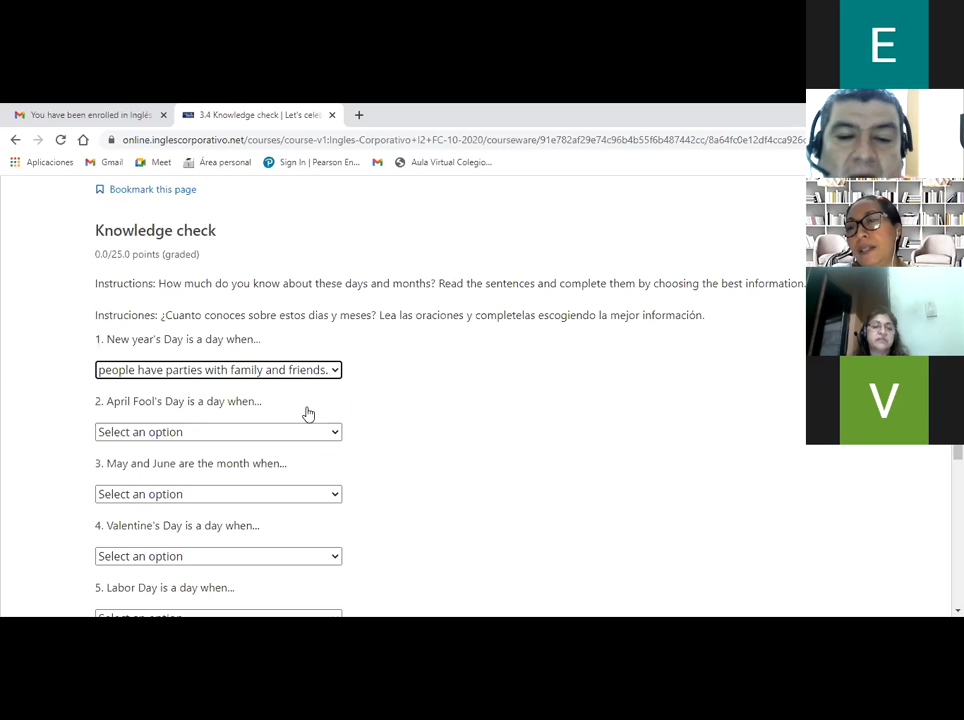 You have been enrolled in Inglés
3.4 Knowledge check | Let's cele
online.inglescorporativo.net/courses/course-v1:Ingles-Corporativo+I2+FC-10-2020/courseware/91e782af29e74c96b4b55f6b487442cc/8a64f0c0e12df4cca926c
Aplicaciones
Gmail
Meet
Área personal
Sign In | Pearson En...
Aula Virtual Colegio...
Bookmark this page
Knowledge check
0.0/25.0 points (graded)
Instructions: How much do you know about these days and months? Read the sentences and complete them by choosing the best information.
Instruciones: ¿Cuanto conoces sobre estos dias y meses? Lea las oraciones y completelas escogiendo la mejor información.
1. New year's Day is a day when...
people have parties with family and friends.
2. April Fool's Day is a day when...
Select an option
3. May and June are the month when...
Select an option
4. Valentine's Day is a day when...
Select an option
5. Labor Day is a day when...
Select an option
E
V